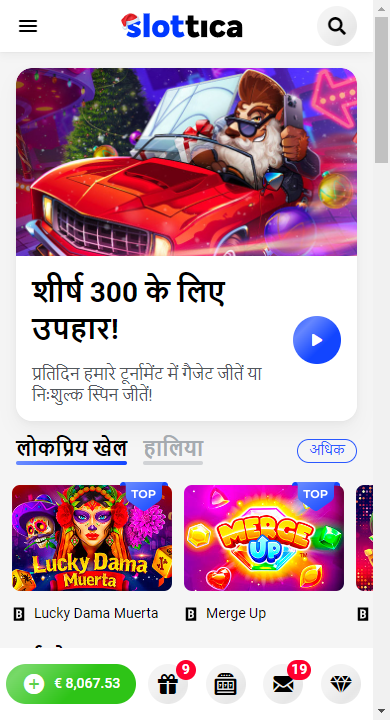 slottica
शीर्ष 300 के लिए
उपहार!
प्रतिदिन हमारे टूर्नामेंट में गैजेट जीतें या
निःशुल्क स्पिन जीतें!
लोकप्रिय खेल हालिया अधिक
TOP TOP
LUCKY DAMA
MUERTA
MERGE
UP
Lucky Dama Muerta Merge Up
€ 8,067.53 9 19